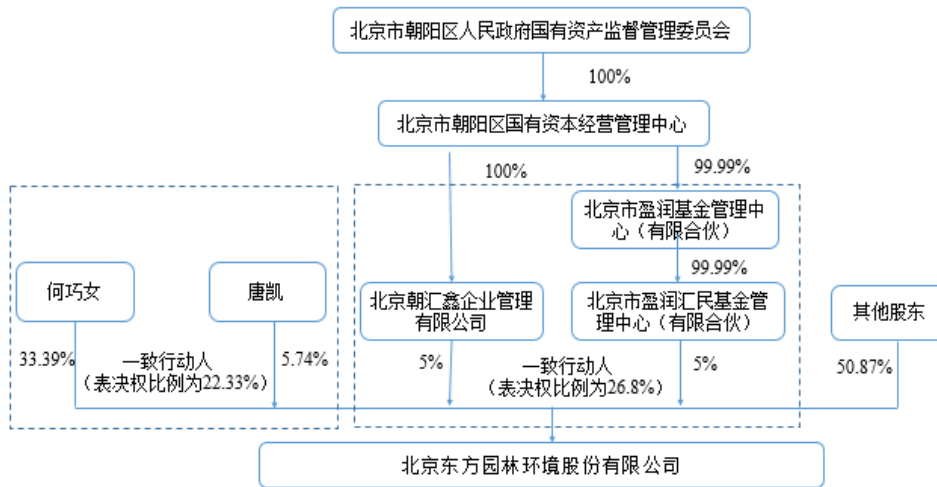 北京市朝阳区人民政府国有资产监督管理委员会
100%
北京市朝阳区国有资本经营管理中心
100%
99.99%
北京市盈润基金管理中
心（有限合伙）
99.99%
何巧女
唐凯
北京朝汇鑫企业管理
有限公司
北京市盈润汇民基金管
理中心（有限合伙）
其他股东
33.39%
一致行动人
（表决权比例为22.33%）
5.74%
5%
一致行动人
（表决权比例为26.8%）
5%
50.87%
北京东方园林环境股份有限公司